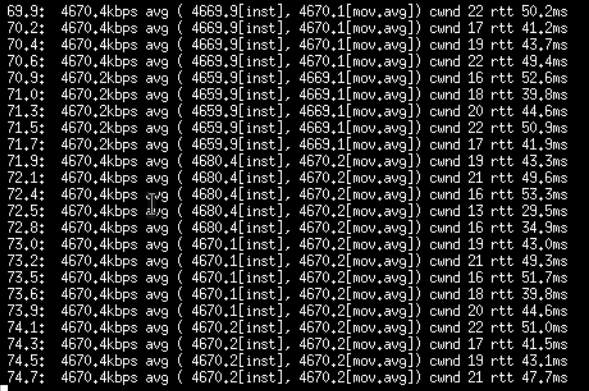 69.9:  4670.4kbps avg ( 4669.9[inst], 4670.1[mov.avg]) cwnd 22 rtt 50.2ms
70.2:  4670.4kbps avg ( 4669.9[inst], 4670.1[mov.avg]) cwnd 17 rtt 41.2ms
70.4:  4670.4kbps avg ( 4669.9[inst], 4670.1[mov.avg]) cwnd 19 rtt 43.7ms
70.6:  4670.4kbps avg ( 4669.9[inst], 4670.1[mov.avg]) cwnd 22 rtt 49.4ms
70.9:  4670.2kbps avg ( 4659.9[inst], 4669.1[mov.avg]) cwnd 16 rtt 52.6ms
71.0:  4670.2kbps avg ( 4659.9[inst], 4669.1[mov.avg]) cwnd 18 rtt 39.8ms
71.3:  4670.2kbps avg ( 4659.9[inst], 4669.1[mov.avg]) cwnd 20 rtt 44.6ms
71.5:  4670.2kbps avg ( 4659.9[inst], 4669.1[mov.avg]) cwnd 22 rtt 50.9ms
71.7:  4670.2kbps avg ( 4659.9[inst], 4669.1[mov.avg]) cwnd 17 rtt 41.9ms
71.9:  4670.4kbps avg ( 4680.4[inst], 4670.2[mov.avg]) cwnd 19 rtt 43.3ms
72.1:  4670.4kbps avg ( 4680.4[inst], 4670.2[mov.avg]) cwnd 21 rtt 49.6ms
72.4:  4670.4kbps avg ( 4680.4[inst], 4670.2[mov.avg]) cwnd 16 rtt 53.3ms
72.5:  4670.4kbps avg ( 4680.4[inst], 4670.2[mov.avg]) cwnd 13 rtt 29.5ms
72.8:  4670.4kbps avg ( 4680.4[inst], 4670.2[mov.avg]) cwnd 16 rtt 34.9ms
73.0:  4670.4kbps avg ( 4670.1[inst], 4670.2[mov.avg]) cwnd 19 rtt 43.0ms
73.2:  4670.4kbps avg ( 4670.1[inst], 4670.2[mov.avg]) cwnd 21 rtt 49.3ms
73.5:  4670.4kbps avg ( 4670.1[inst], 4670.2[mov.avg]) cwnd 16 rtt 51.7ms
73.6:  4670.4kbps avg ( 4670.1[inst], 4670.2[mov.avg]) cwnd 18 rtt 39.8ms
73.9:  4670.4kbps avg ( 4670.1[inst], 4670.2[mov.avg]) cwnd 20 rtt 44.6ms
74.1:  4670.4kbps avg ( 4670.2[inst], 4670.2[mov.avg]) cwnd 22 rtt 51.0ms
74.3:  4670.4kbps avg ( 4670.2[inst], 4670.2[mov.avg]) cwnd 17 rtt 41.5ms
74.5:  4670.4kbps avg ( 4670.2[inst], 4670.2[mov.avg]) cwnd 19 rtt 43.1ms
74.7:  4670.4kbps avg ( 4670.2[inst], 4670.2[mov.avg]) cwnd 21 rtt 47.7ms